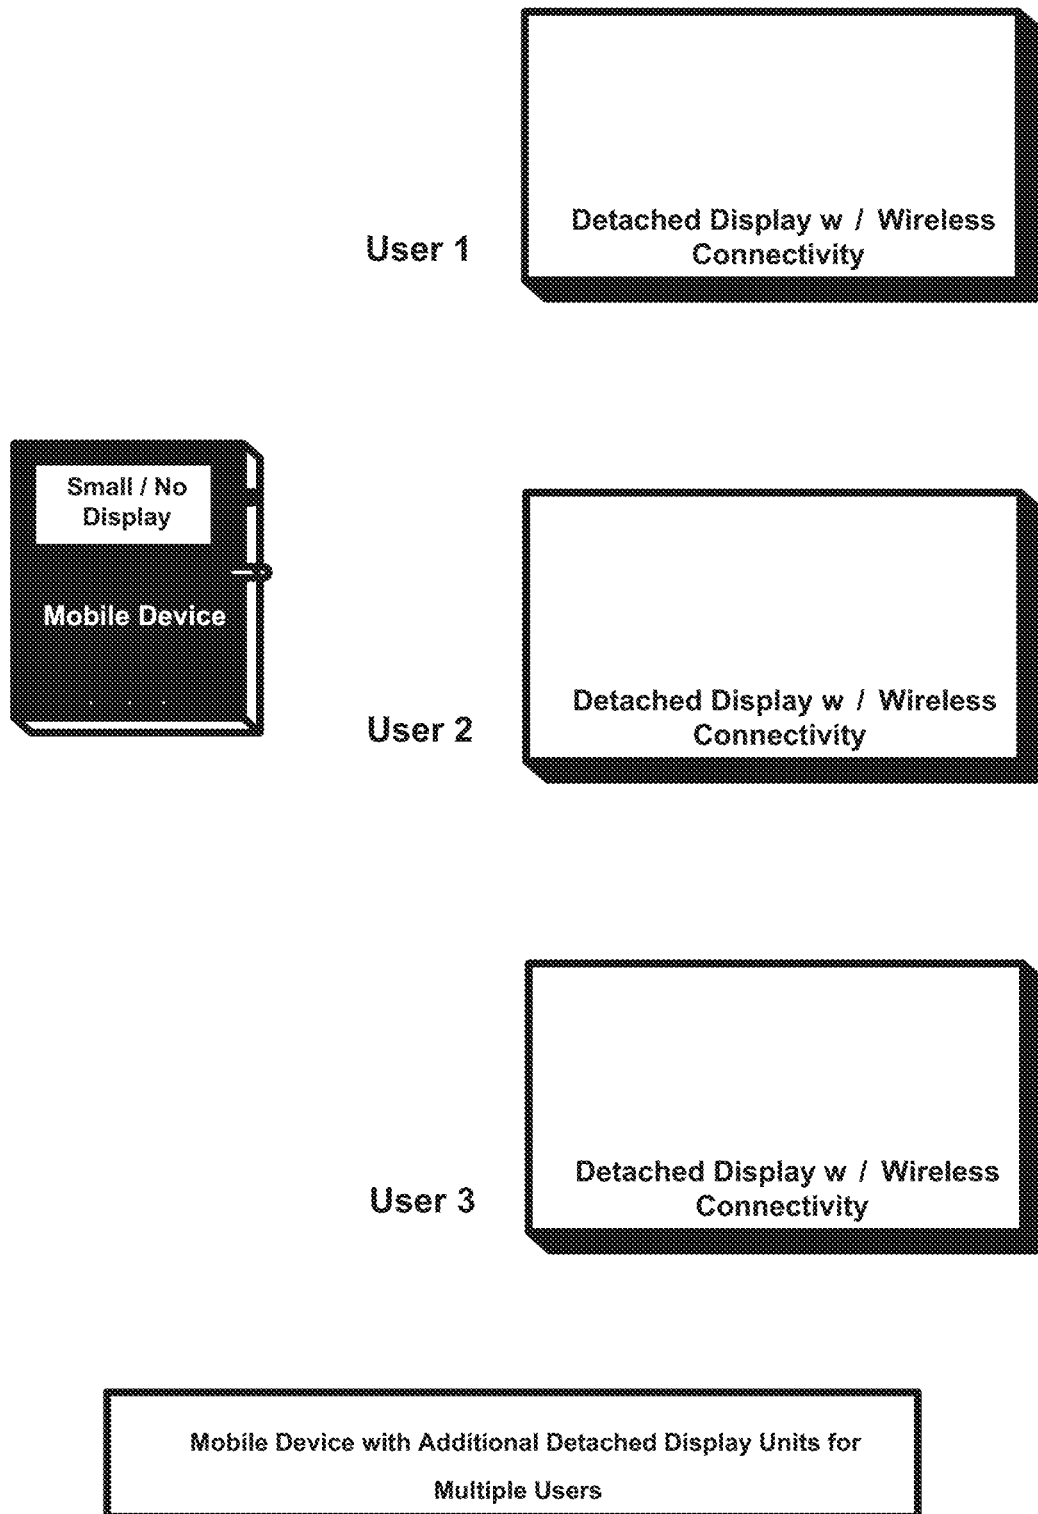 Detached Display w / Wireless
Connectivity
User 1
Small / No
Display
Mobile Device
. . .
Detached Display w / Wireless
Connectivity
User 2
Detached Display w / Wireless
Connectivity
User 3
Mobile Device with Additional Detached Display Units for
Multiple Users